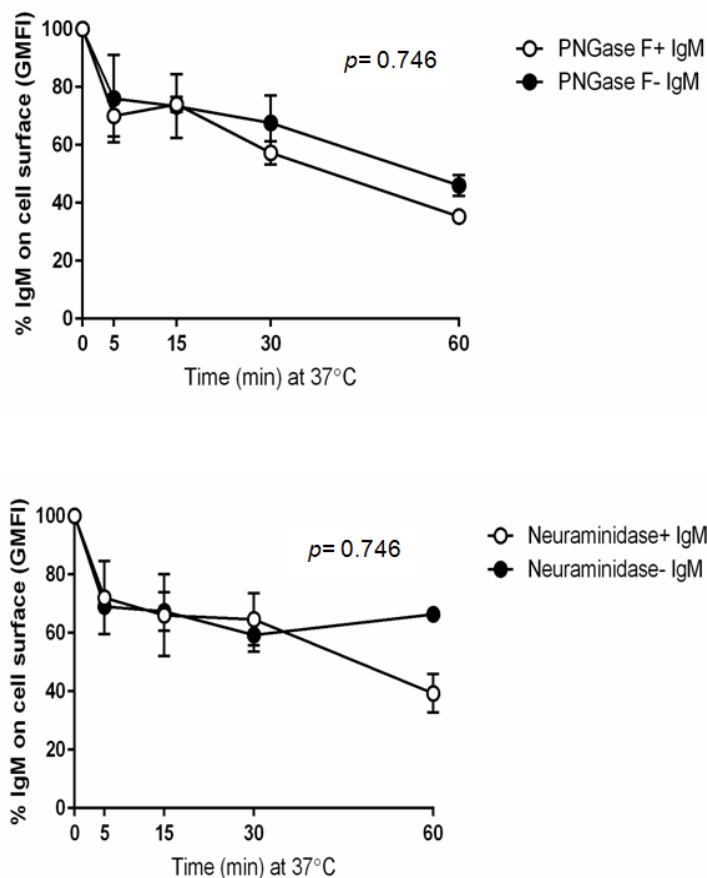 100
80
60
40
20
0
% IgM on cell surface (GMFI)
p= 0.746
PNGase F+ IgM
PNGase F- IgM
0 5 15 30 60
Time (min) at 37°C
100
80
60
40
20
0
% IgM on cell surface (GMFI)
p= 0.746
Neuraminidase+ IgM
Neuraminidase- IgM
0 5 15 30 60
Time (min) at 37°C